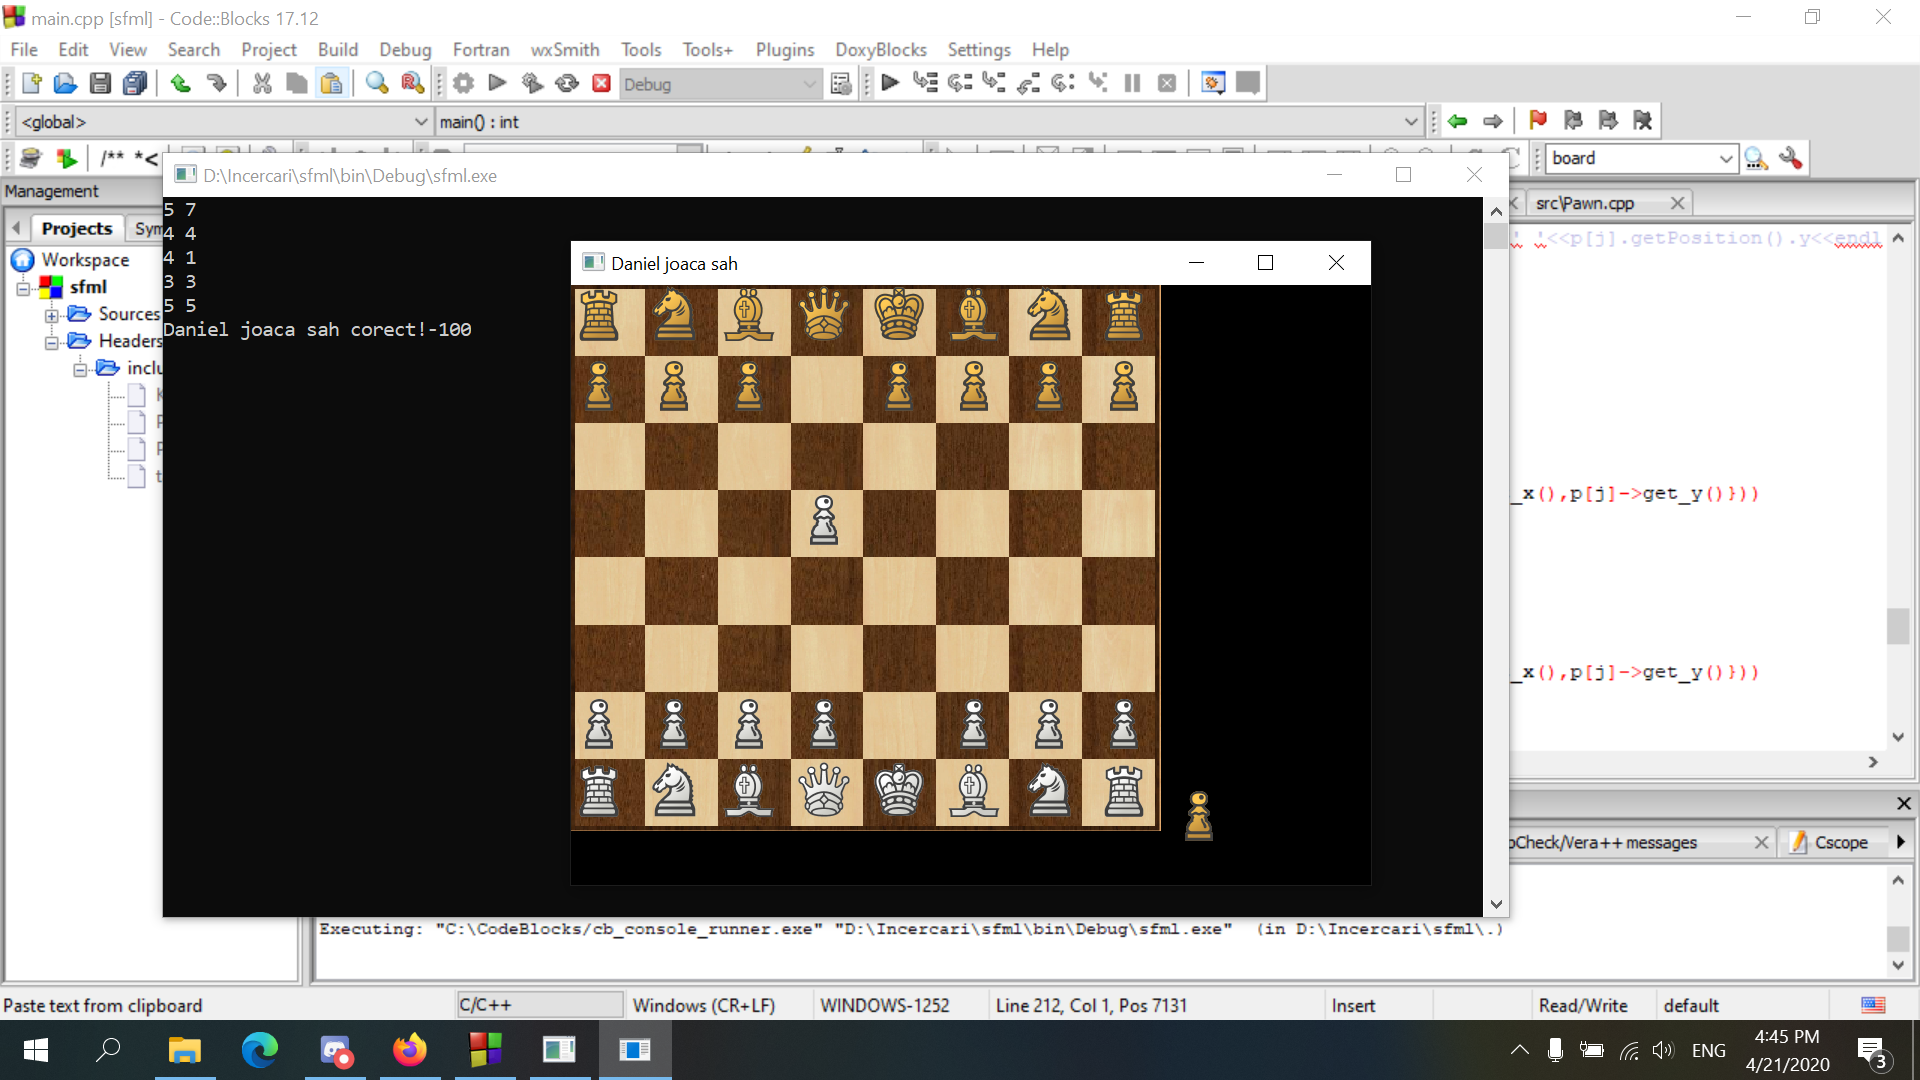 main.cpp [sfml] - Code::Blocks 17.12
File Edit View Search Project Build Debug Fortran wxSmith Tools Tools+ Plugins DoxyBlocks Settings Help
Debug
<global> main() : int
/** *<
board
D:\Incercari\sfml\bin\Debug\sfml.exe
Management
Projects
src\Pawn.cpp
5 7
4 4
4 1
3 3
5 5
Daniel joaca sah corect!-100
Daniel joaca sah
' '<<p[j].getPosition().y<<endl
Workspace
sfml
Sources
Headers
_x(),p[j]->get_y()}))
_x(),p[j]->get_y()}))
Check/Vera++ messages
Cscope
Executing: "C:\CodeBlocks/cb_console_runner.exe" "D:\Incercari\sfml\bin\Debug\sfml.exe" (in D:\Incercari\sfml\.)
Paste text from clipboard
C/C++
Windows (CR+LF)
WINDOWS-1252
Line 212, Col 1, Pos 7131
Insert
Read/Write
default
ENG
4:45 PM
4/21/2020
3